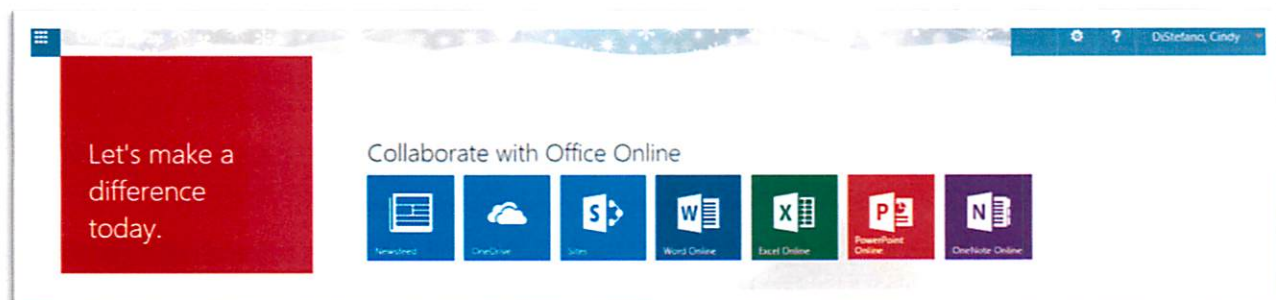 ? DiStefano, Cindy
Let's make a
difference
today.
Collaborate with Office Online
Newsfeed
OneDrive
Sites
Word Online
Excel Online
PowerPoint
Online
OneNote Online